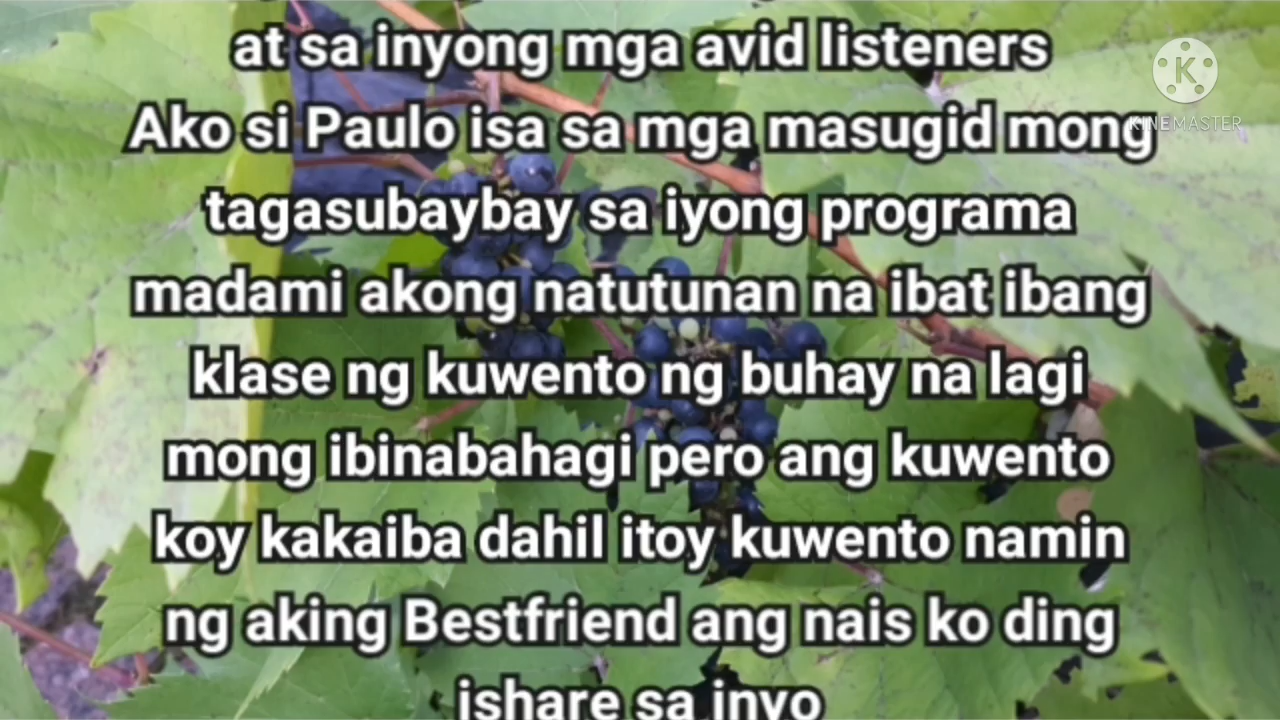 at sa inyong mga avid listeners
Ako si Paulo isa sa mga masugid mong
tagasubaybay sa iyong programa
madami akong natutunan na ibat ibang
klase ng kuwento ng buhay na lagi
mong ibinabahagi pero ang kuwento
koy kakaiba dahil itoy kuwento namin
ng aking Bestfriend ang nais ko ding
ishare sa inyo
K
KINEMASTER